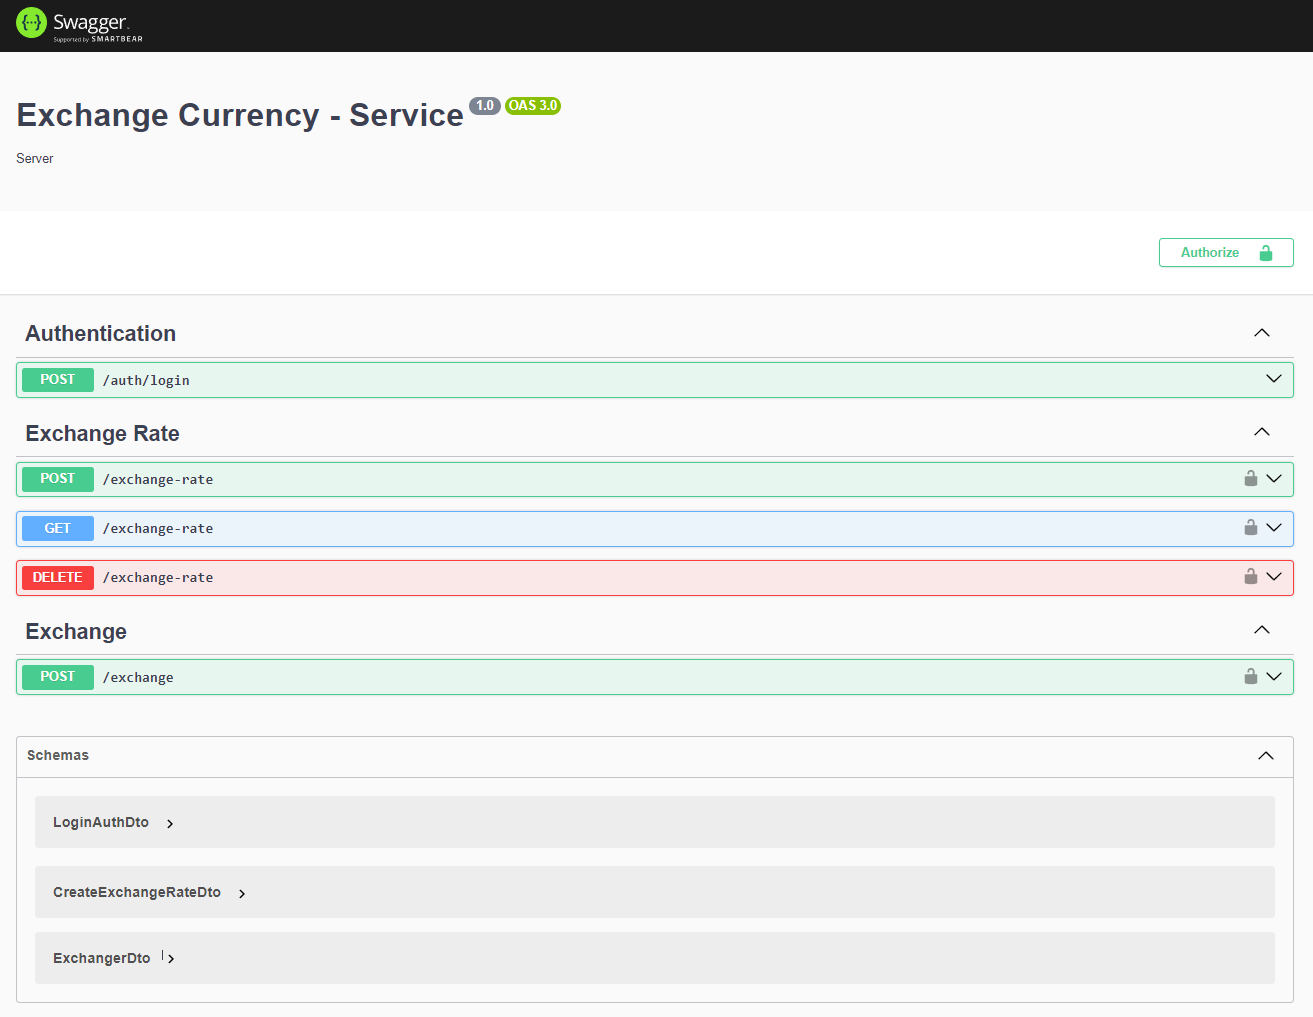 Swagger
Supported by SMARTBEAR
Exchange Currency - Service 1.0 OAS 3.0
Server
Authorize
Authentication
POST /auth/login
Exchange Rate
POST /exchange-rate
GET /exchange-rate
DELETE /exchange-rate
Exchange
POST /exchange
Schemas
LoginAuthDto
CreateExchangeRateDto
ExchangerDto